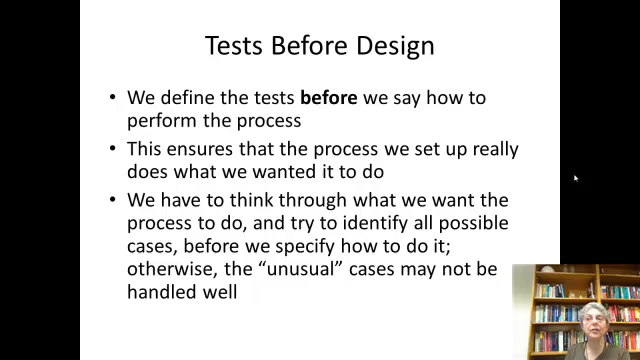 Tests Before Design
• We define the tests before we say how to
perform the process
• This ensures that the process we set up really
does what we wanted it to do
• We have to think through what we want the
process to do, and try to identify all possible
cases, before we specify how to do it;
otherwise, the “unusual” cases may not be
handled well